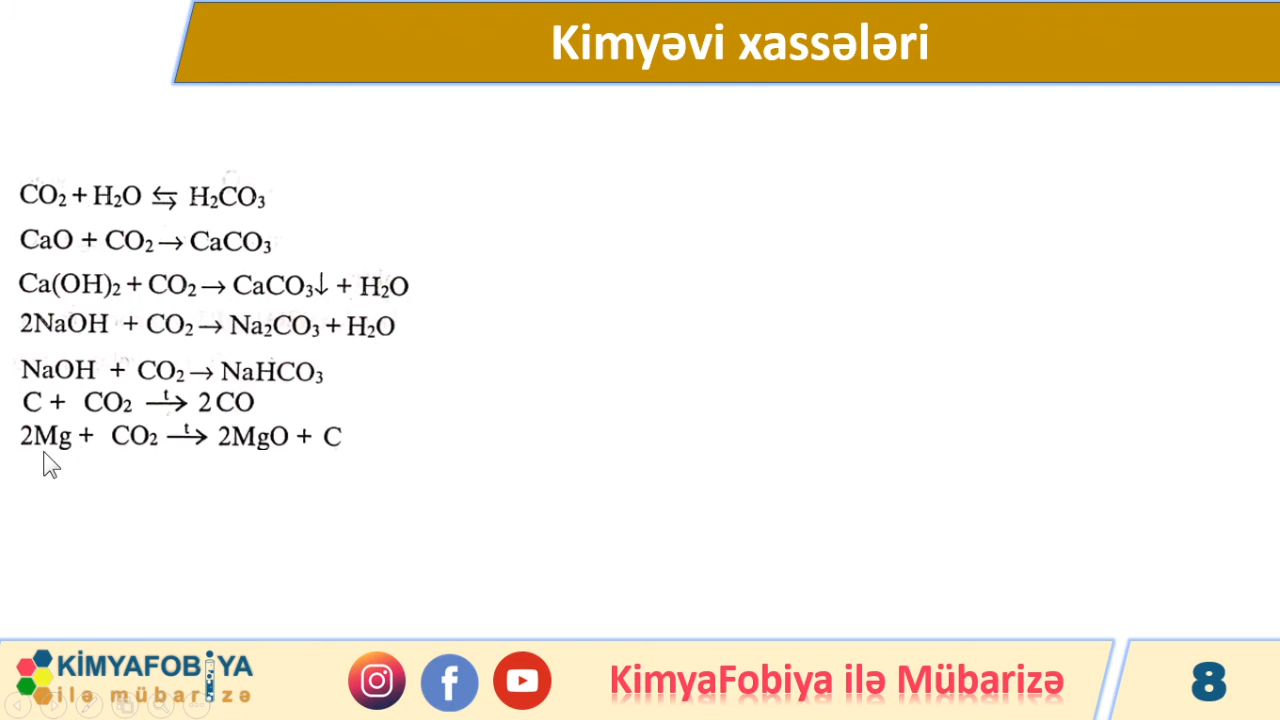 Kimyəvi xassələri
CO₂ + H₂O ⇆ H₂CO₃
CaO + CO₂ → CaCO₃
Ca(OH)₂ + CO₂ → CaCO₃↓ + H₂O
2NaOH + CO₂ → Na₂CO₃ + H₂O
NaOH + CO₂ → NaHCO₃
C + CO₂ —t→ 2CO
2Mg + CO₂ —t→ 2MgO + C
KİMYAFOBİYA
ilə mübarizə
KimyaFobiya ilə Mübarizə
8